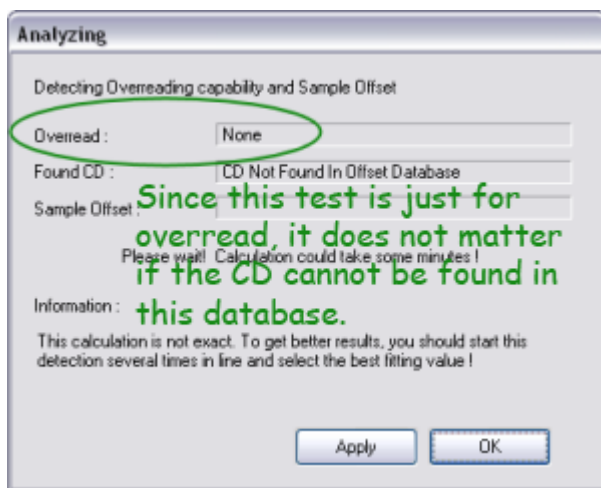 Analyzing
Detecting Overreading capability and Sample Offset
Overread : None
Found CD : CD Not Found In Offset Database
Sample Offset :
Since this test is just for
overread, it does not matter
Please wait! Calculation could take some minutes !
if the CD cannot be found in
this database.
Information :
This calculation is not exact. To get better results, you should start this
detection several times in line and select the best fitting value !
Apply OK